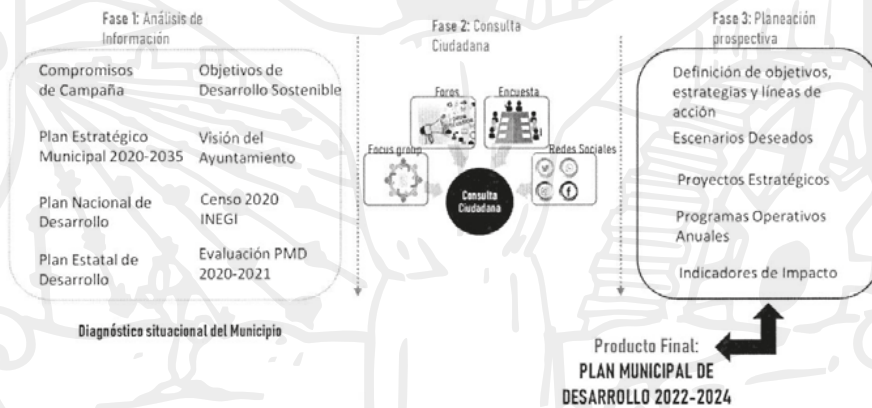 Fase 1: Análisis de
Información
Compromisos
de Campaña
Objetivos de
Desarrollo Sostenible
Plan Estratégico
Municipal 2020-2035
Visión del
Ayuntamiento
Plan Nacional de
Desarrollo
Censo 2020
INEGI
Plan Estatal de
Desarrollo
Evaluación PMD
2020-2021
Diagnóstico situacional del Municipio
Fase 2: Consulta
Ciudadana
Foros
Encuesta
Focus group
Redes Sociales
Consulta
Ciudadana
Fase 3: Planeación
prospectiva
Definición de objetivos,
estrategias y líneas de
acción
Escenarios Deseados
Proyectos Estratégicos
Programas Operativos
Anuales
Indicadores de Impacto
Producto Final:
PLAN MUNICIPAL DE
DESARROLLO 2022-2024